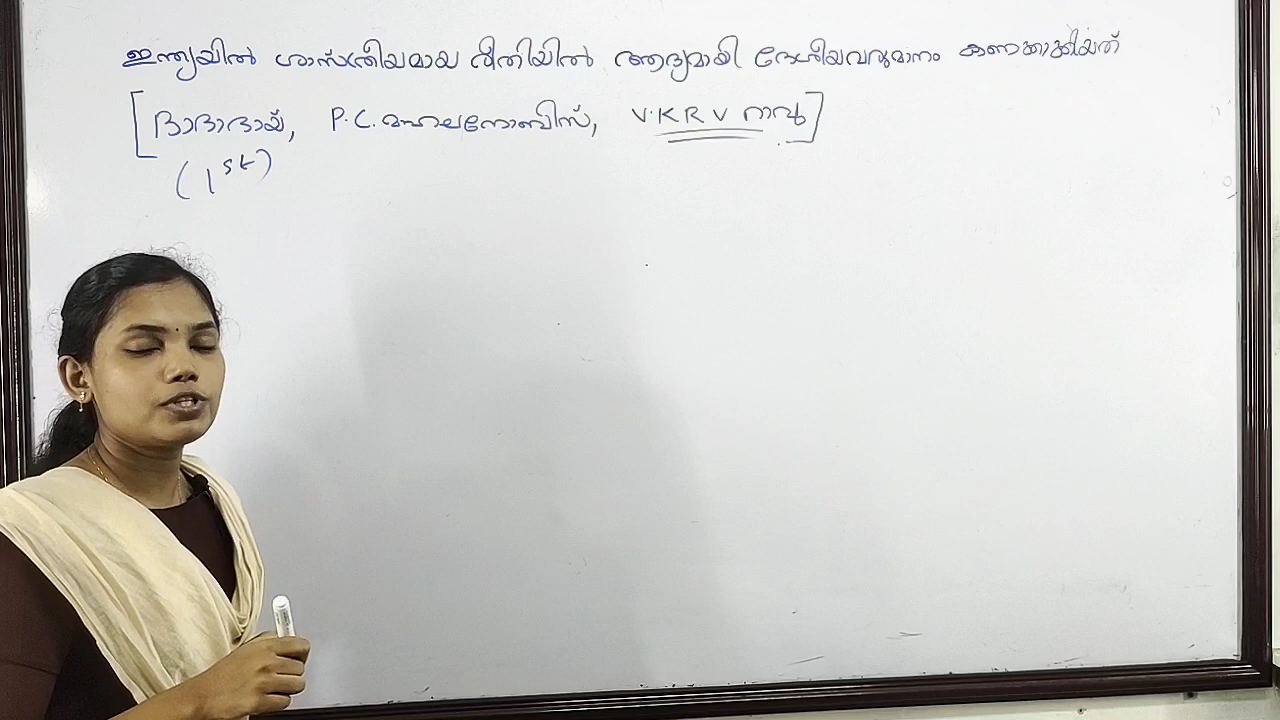 ഇന്ത്യയിൽ ശാസ്ത്രീയമായ രീതിയിൽ ആദ്യമായി ദേശീയവരുമാനം കണക്കാക്കിയത്
[ദാദാഭായ്, P.C.മഹലനോബിസ്, V.K R V റാവു]
(1st)